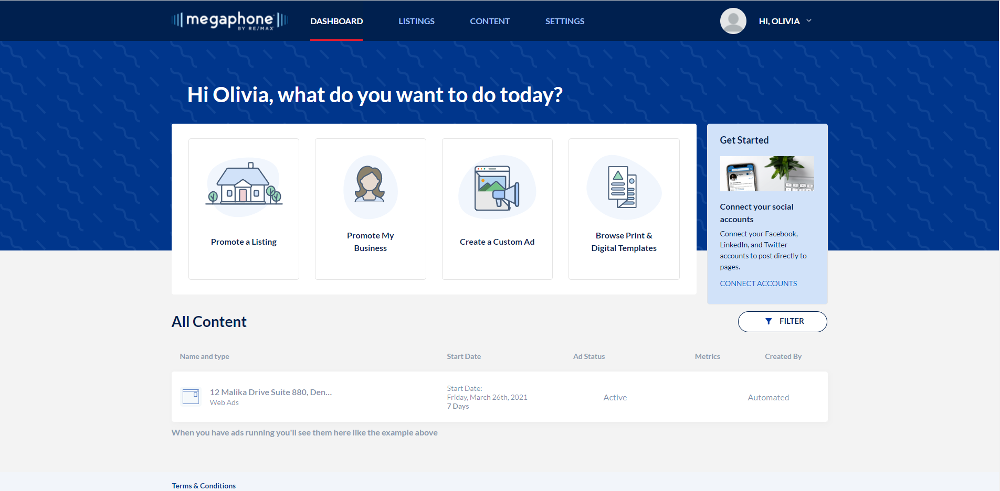 megaphone
BY RE/MAX
DASHBOARD
LISTINGS
CONTENT
SETTINGS
HI, OLIVIA
Hi Olivia, what do you want to do today?
Promote a Listing
Promote My
Business
Create a Custom Ad
Browse Print &
Digital Templates
Get Started
Connect your social
accounts
Connect your Facebook,
LinkedIn, and Twitter
accounts to post directly to
pages.
CONNECT ACCOUNTS
All Content
FILTER
Name and type
Start Date
Ad Status
Metrics
Created By
12 Malika Drive Suite 880, Den...
Web Ads
Start Date:
Friday, March 26th, 2021
7 Days
Active
Automated
When you have ads running you'll see them here like the example above
Terms & Conditions